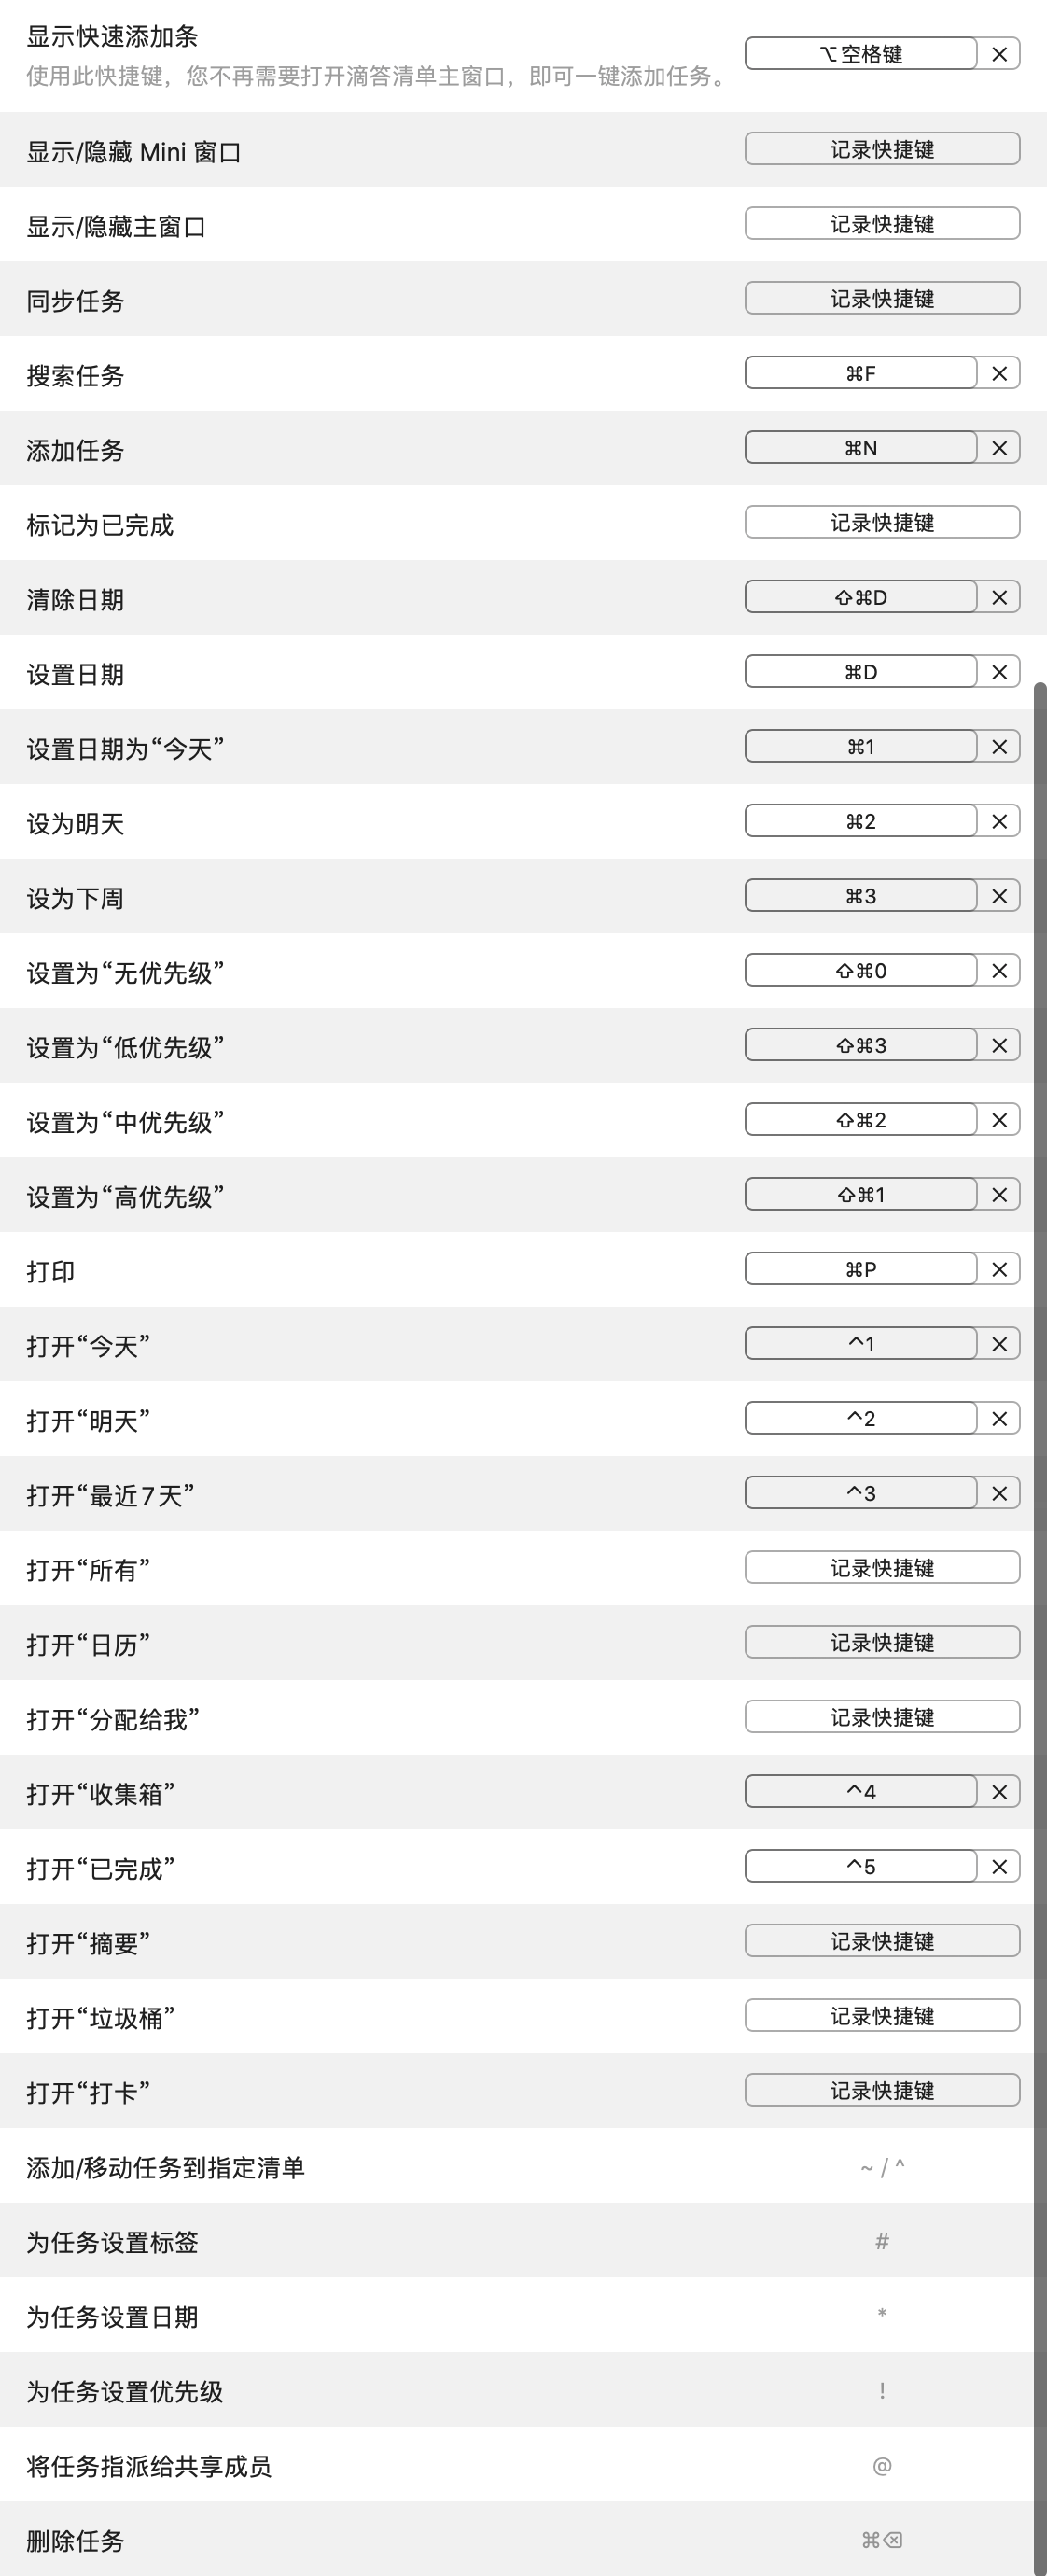 显示快速添加条
使用此快捷键，您不再需要打开滴答清单主窗口，即可一键添加任务。
⌥空格键 ×
显示/隐藏 Mini 窗口 记录快捷键
显示/隐藏主窗口 记录快捷键
同步任务 记录快捷键
搜索任务 ⌘F ×
添加任务 ⌘N ×
标记为已完成 记录快捷键
清除日期 ⇧⌘D ×
设置日期 ⌘D ×
设置日期为“今天” ⌘1 ×
设为明天 ⌘2 ×
设为下周 ⌘3 ×
设置为“无优先级” ⇧⌘0 ×
设置为“低优先级” ⇧⌘3 ×
设置为“中优先级” ⇧⌘2 ×
设置为“高优先级” ⇧⌘1 ×
打印 ⌘P ×
打开“今天” ^1 ×
打开“明天” ^2 ×
打开“最近7天” ^3 ×
打开“所有” 记录快捷键
打开“日历” 记录快捷键
打开“分配给我” 记录快捷键
打开“收集箱” ^4 ×
打开“已完成” ^5 ×
打开“摘要” 记录快捷键
打开“垃圾桶” 记录快捷键
打开“打卡” 记录快捷键
添加/移动任务到指定清单 ~ / ^
为任务设置标签 #
为任务设置日期 *
为任务设置优先级 !
将任务指派给共享成员 @
删除任务 ⌘⌫